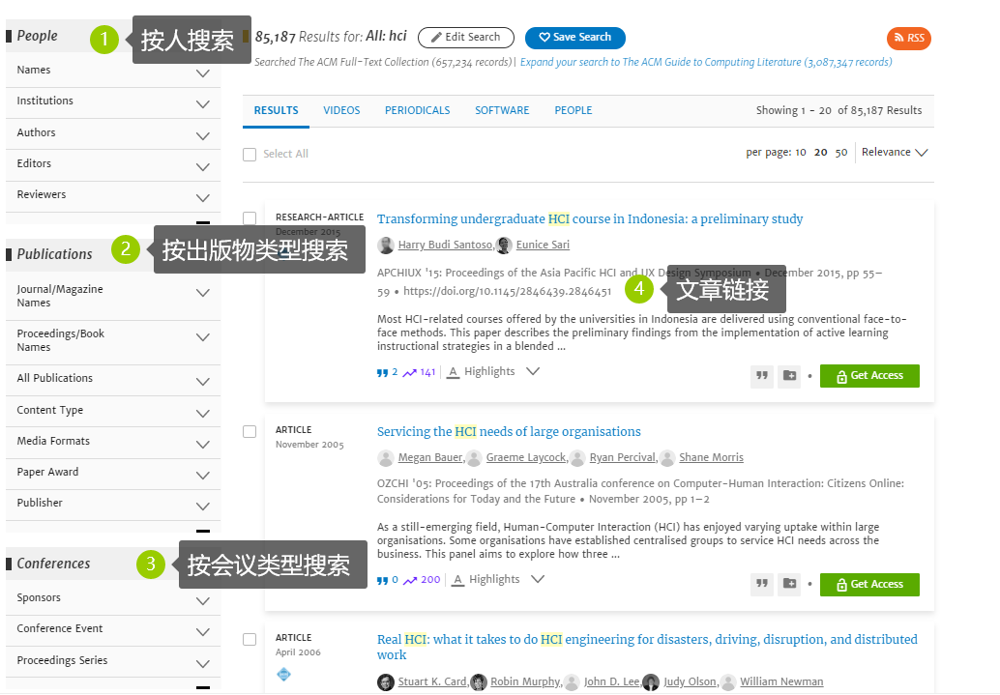 People
1
按人搜索
Names
Institutions
Authors
Editors
Reviewers
Publications
2
按出版物类型搜索
Journal/Magazine
Names
Proceedings/Book
Names
All Publications
Content Type
Media Formats
Paper Award
Publisher
Conferences
3
按会议类型搜索
Sponsors
Conference Event
Proceedings Series
85,187 Results for: All: hci
Edit Search
Save Search
RSS
Searched The ACM Full-Text Collection (657,234 records)| Expand your search to The ACM Guide to Computing Literature (3,087,347 records)
RESULTS VIDEOS PERIODICALS SOFTWARE PEOPLE
Showing 1 - 20 of 85,187 Results
Select All
per page: 10 20 50 Relevance
RESEARCH-ARTICLE
December 2015
Transforming undergraduate HCI course in Indonesia: a preliminary study
Harry Budi Santoso, Eunice Sari
APCHIUX '15: Proceedings of the Asia Pacific HCI and UX Design Symposium • December 2015, pp 55–
59 • https://doi.org/10.1145/2846439.2846451
4
文章链接
Most HCI-related courses offered by the universities in Indonesia are delivered using conventional face-to-
face methods. This paper describes the preliminary findings from the implementation of active learning
instructional strategies in a blended ...
2 141 Highlights
Get Access
ARTICLE
November 2005
Servicing the HCI needs of large organisations
Megan Bauer, Graeme Laycock, Ryan Percival, Shane Morris
OZCHI '05: Proceedings of the 17th Australia conference on Computer-Human Interaction: Citizens Online:
Considerations for Today and the Future • November 2005, pp 1–2
As a still-emerging field, Human-Computer Interaction (HCI) has enjoyed varying uptake within large
organisations. Some organisations have established centralised groups to service HCI needs across the
business. This panel aims to explore how three ...
0 200 Highlights
Get Access
ARTICLE
April 2006
Real HCI: what it takes to do HCI engineering for disasters, driving, disruption, and distributed
work
Stuart K. Card, Robin Murphy, John D. Lee, Judy Olson, William Newman